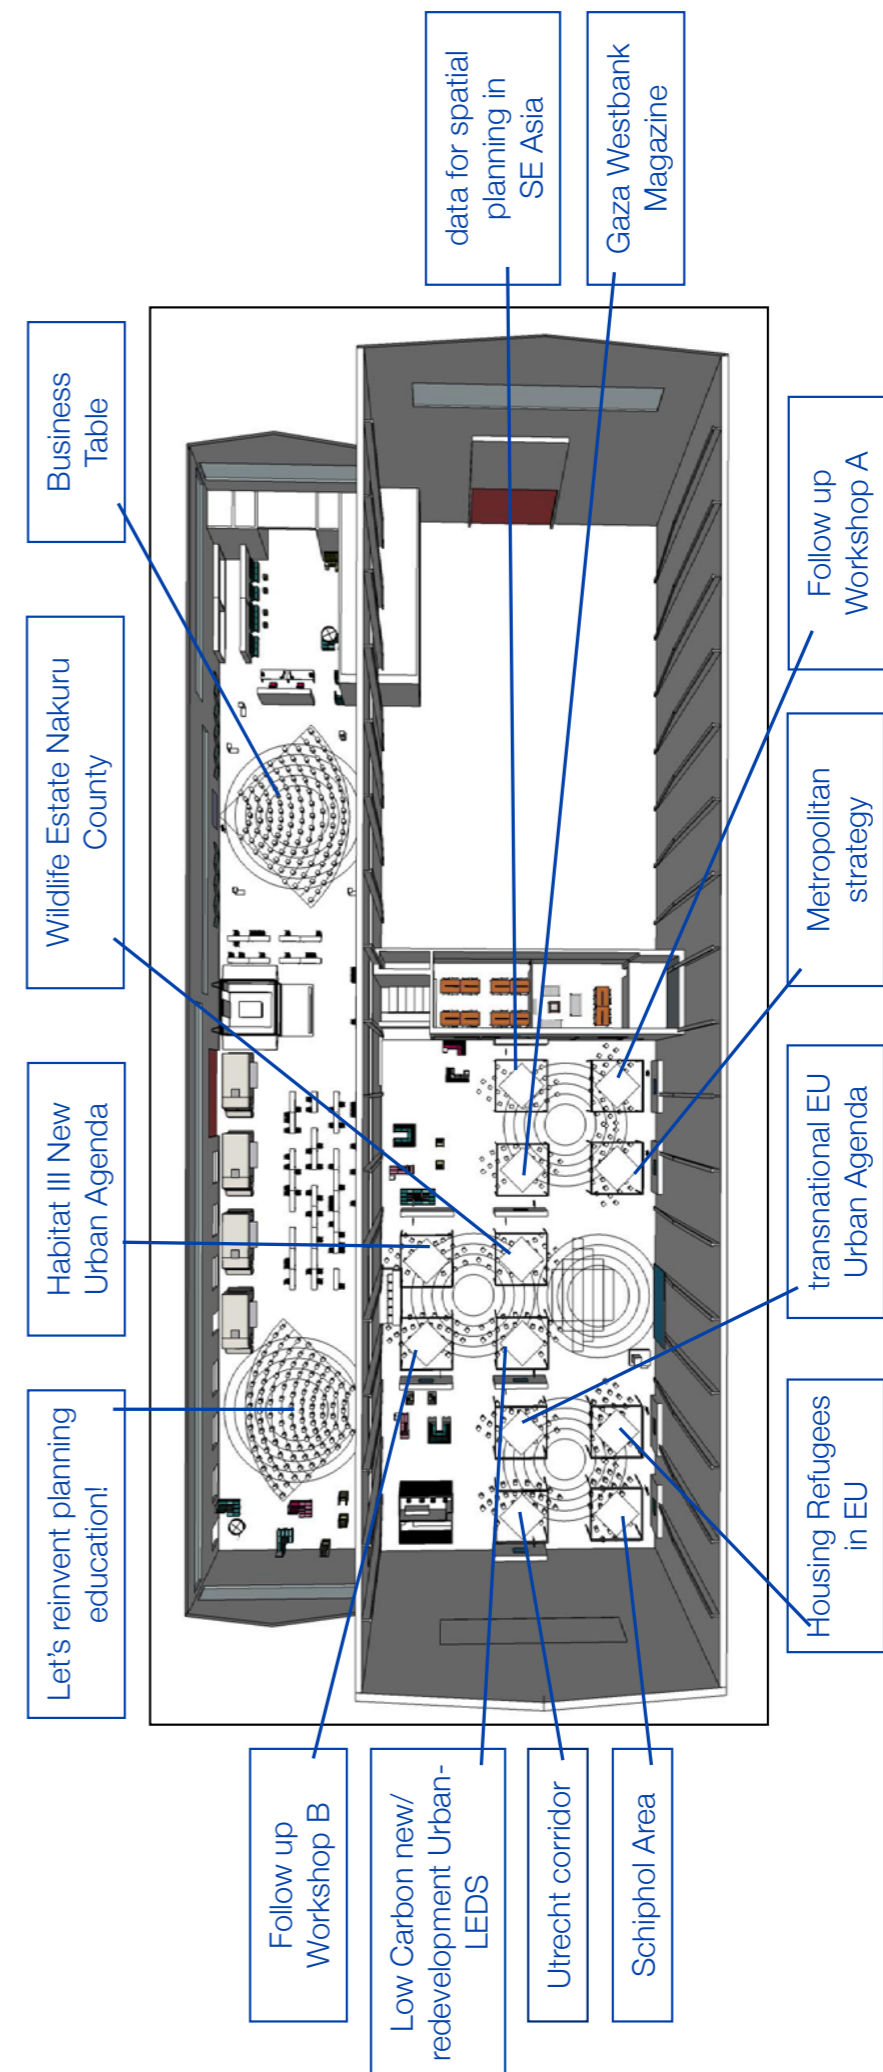 Let's reinvent planning
education!
Habitat III New
Urban Agenda
Wildlife Estate Nakuru
County
Business
Table
Follow up
Workshop B
Low Carbon new/
redevelopment Urban-
LEDS
Utrecht corridor
Schiphol Area
data for spatial
planning in
SE Asia
Gaza Westbank
Magazine
Housing Refugees
in EU
transnational EU
Urban Agenda
Metropolitan
strategy
Follow up
Workshop A